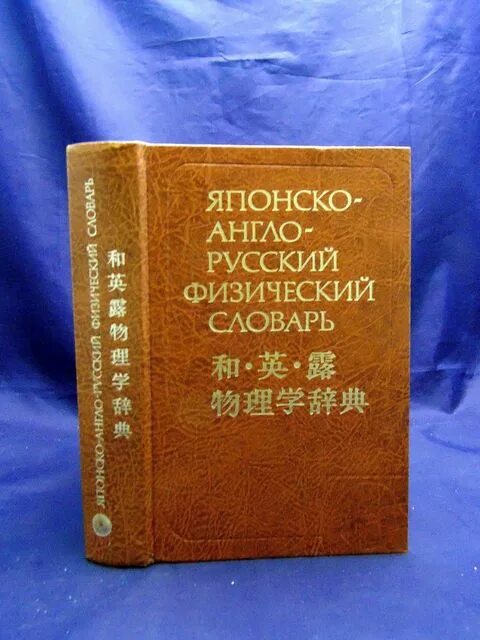 ЯПОНСКО-
АНГЛО-
РУССКИЙ
ФИЗИЧЕСКИЙ
СЛОВАРЬ
和・英・露
物理学辞典
ЯПОНСКО-АНГЛО-РУССКИЙ ФИЗИЧЕСКИЙ СЛОВАРЬ
和英露物理学辞典